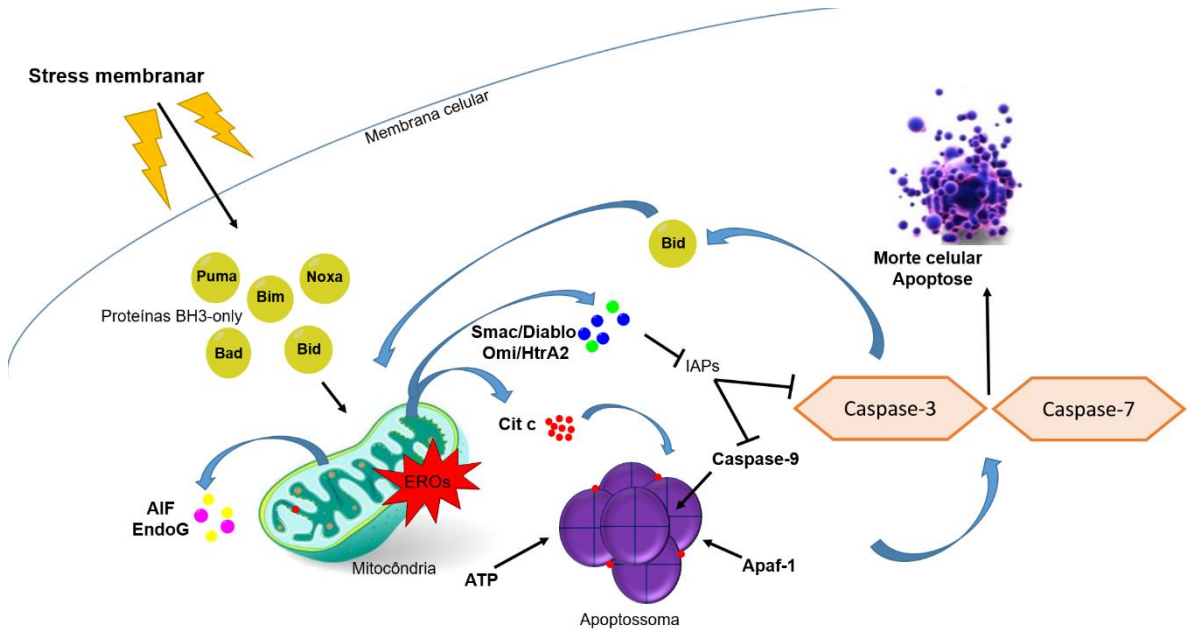 Stress membranar
Membrana celular
Puma
Noxa
Bim
Proteínas BH3-only
Bad
Bid
Bid
Smac/Diablo
Omi/HtrA2
IAPs
Morte celular
Apoptose
Caspase-3
Caspase-7
Cit c
Caspase-9
EROs
AIF
EndoG
Mitocôndria
ATP
Apaf-1
Apoptossoma